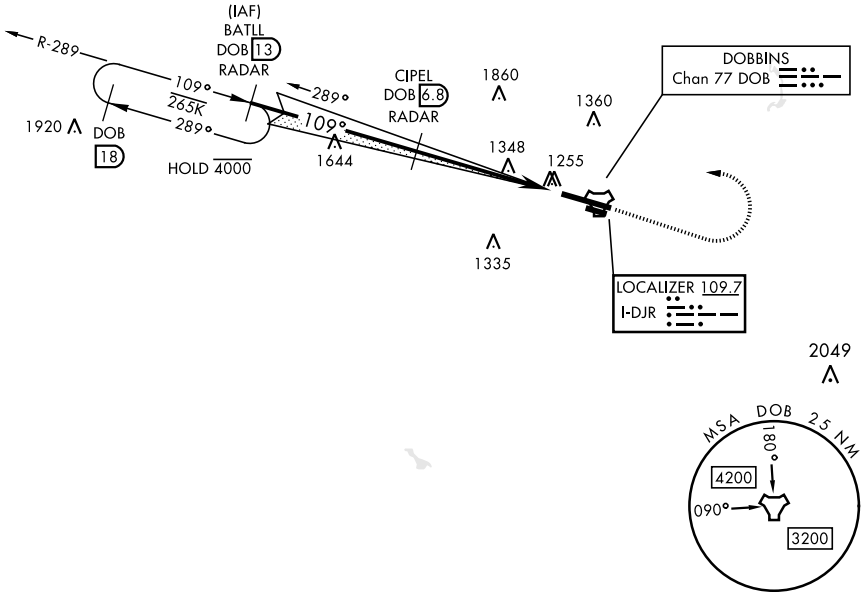 (IAF)
BATLL
DOB 13
RADAR
R-289
109°
265K
289°
1920
DOB
18
HOLD 4000
289°
109°
1644
CIPEL
DOB 6.8
RADAR
1860
1360
1348
1255
1335
DOBBINS
Chan 77 DOB
LOCALIZER 109.7
I-DJR
2049
MSA DOB 25 NM
180°
4200
090°
3200